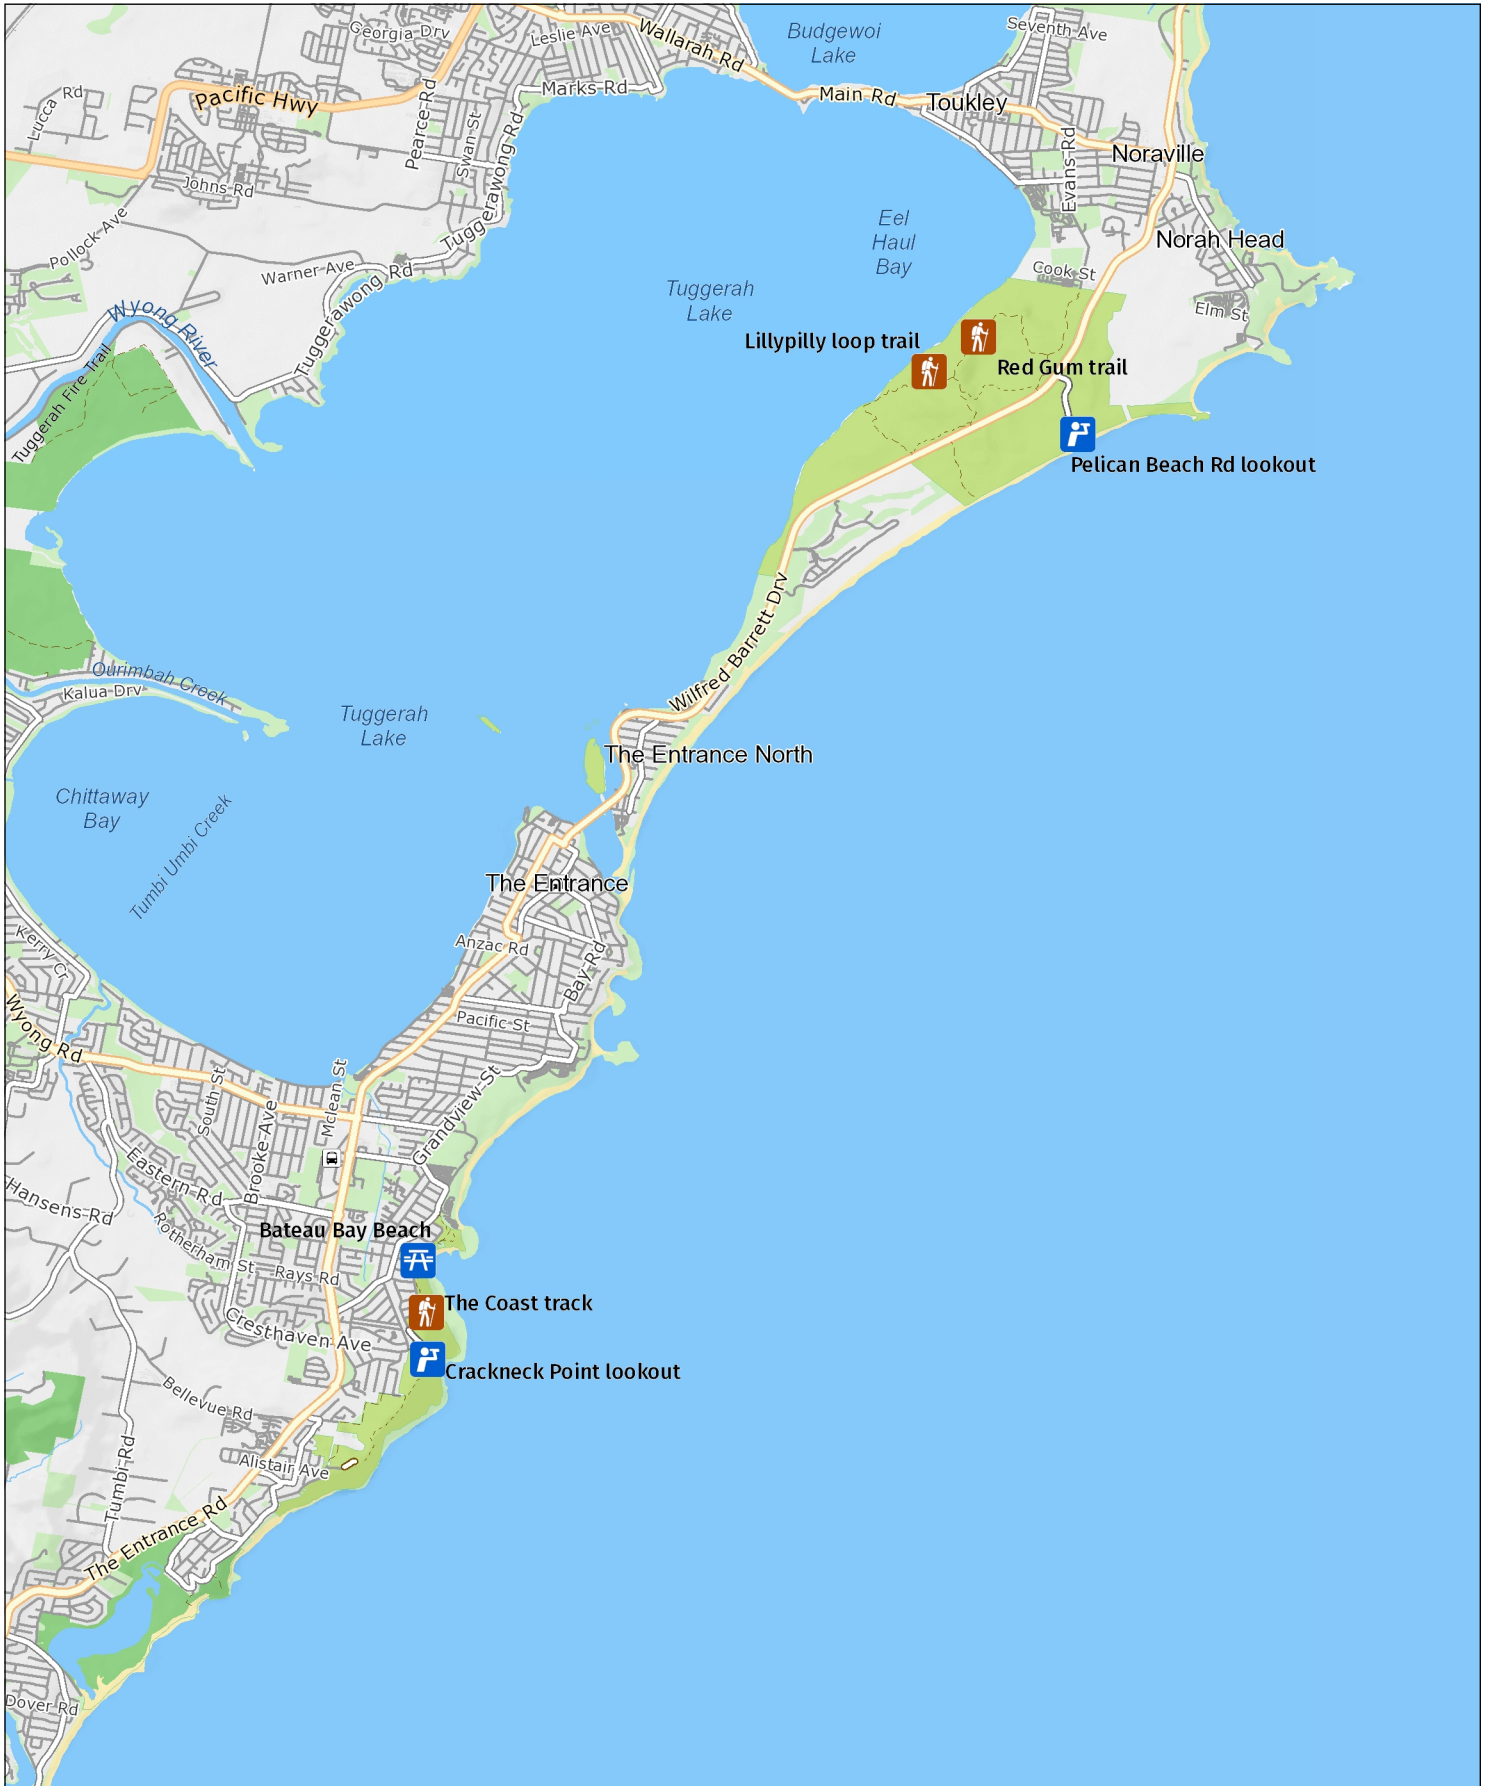 Georgia Drv
Leslie Ave
Wallarah Rd
Budgewoi
Lake
Seventh Ave
Lucca Rd
Pacific Hwy
Pearce Rd
Marks Rd
Main Rd
Toukley
Swan St
Evans Rd
Noraville
Johns Rd
Tuggerawong Rd
Pollock Ave
Warner Ave
Eel
Haul
Bay
Norah Head
Cook St
Elm St
Tuggerah
Lake
Wyong River
Tuggerawong Rd
Tuggerah Fire Trail
Lillypilly loop trail
Red Gum trail
Pelican Beach Rd lookout
Wilfred Barrett Drv
Ourimbah Creek
Kalua Drv
Tuggerah
Lake
The Entrance North
Chittaway
Bay
Tumbi Umbi Creek
The Entrance
Kerry Cr
Anzac Rd
Bay Rd
Wyong Rd
Pacific St
South St
Mclean St
Brooke Ave
Grandview St
Eastern Rd
Hansens Rd
Rotherham St
Bateau Bay Beach
Rays Rd
The Coast track
Cresthaven Ave
Crackneck Point lookout
Bellevue Rd
Tumbi Rd
Alistair Ave
The Entrance Rd
Dover Rd